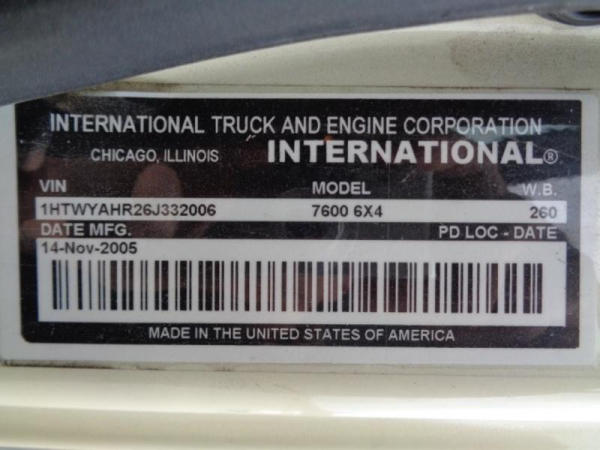 INTERNATIONAL TRUCK AND ENGINE CORPORATION
CHICAGO, ILLINOIS INTERNATIONAL®
VIN MODEL W.B.
1HTWYAHR26J332006 7600 6X4 260
DATE MFG. PD LOC - DATE
14-Nov-2005
MADE IN THE UNITED STATES OF AMERICA